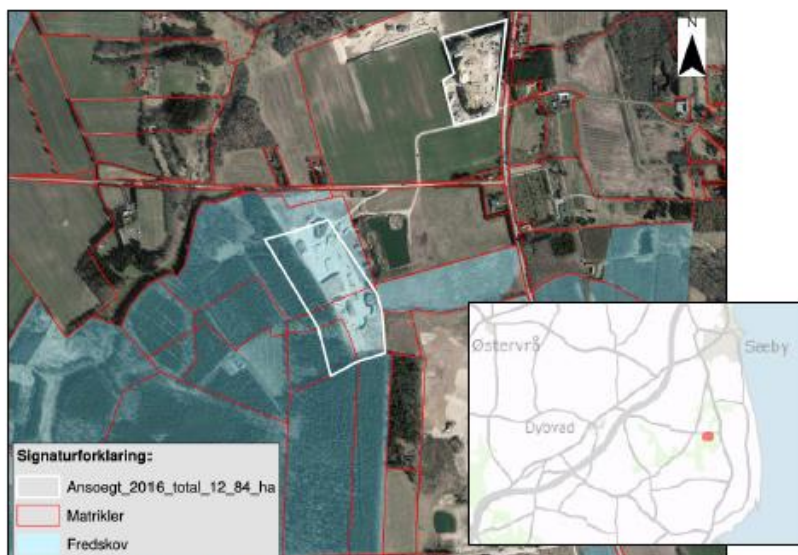 Østervrå
Sæby
Dybvad
Signaturforklaring:
Ansoegt_2016_total_12_84_ha
Matrikler
Fredskov